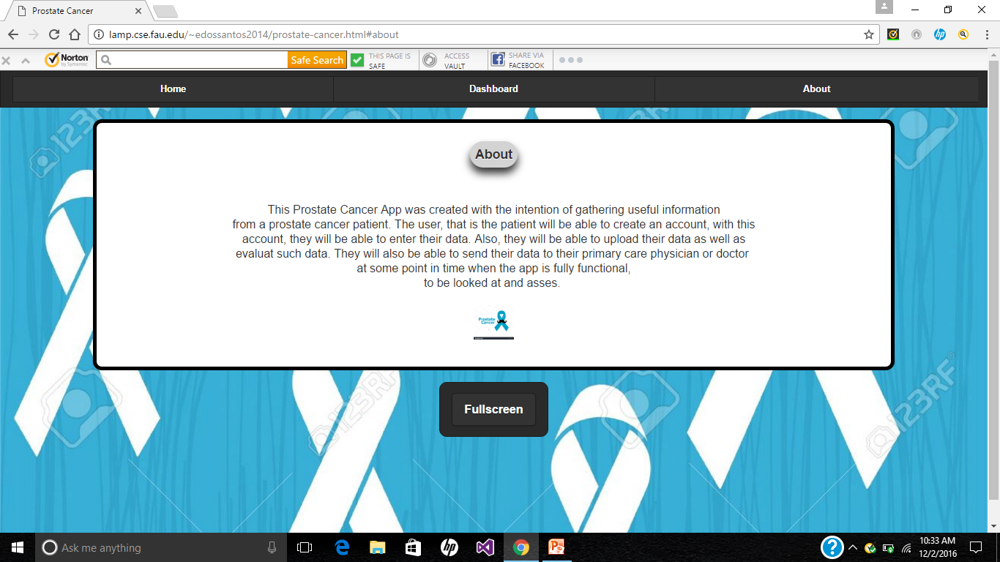 Prostate Cancer
lamp.cse.fau.edu/~edossantos2014/prostate-cancer.html#about
Norton
by Symantec
Safe Search
THIS PAGE IS
SAFE
ACCESS
VAULT
SHARE VIA
FACEBOOK
Home
Dashboard
About
About
This Prostate Cancer App was created with the intention of gathering useful information
from a prostate cancer patient. The user, that is the patient will be able to create an account, with this
account, they will be able to enter their data. Also, they will be able to upload their data as well as
evaluat such data. They will also be able to send their data to their primary care physician or doctor
at some point in time when the app is fully functional,
to be looked at and asses.
Prostate
Cancer
Fullscreen
123RF
123RF
123RF
123RF
Ask me anything
10:33 AM
12/2/2016